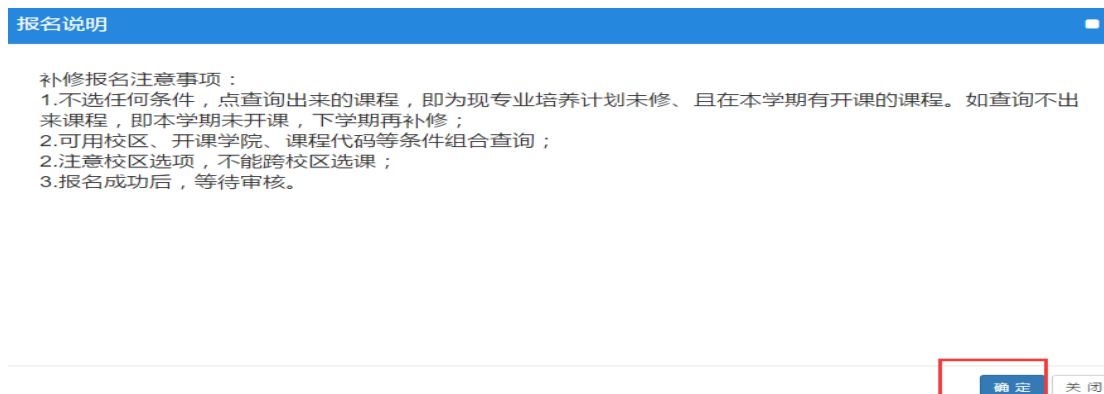 报名说明
补修报名注意事项：
1.不选任何条件，点查询出来的课程，即为现专业培养计划未修、且在本学期有开课的课程。如查询不出
来课程，即本学期未开课，下学期再补修；
2.可用校区、开课学院、课程代码等条件组合查询；
2.注意校区选项，不能跨校区选课；
3.报名成功后，等待审核。
确 定 关 闭